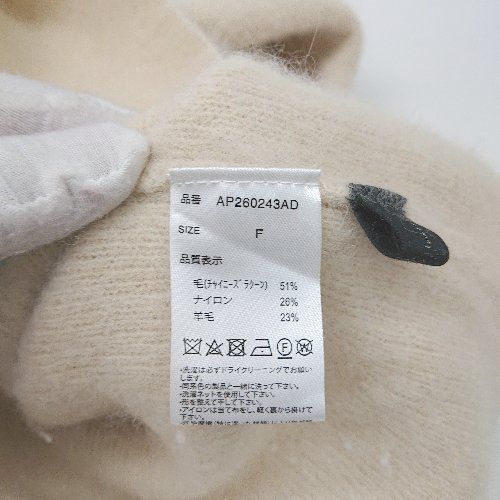 品番 AP260243AD
SIZE F
品質表示
毛(チャイニーズラクーン) 51%
ナイロン 26%
羊毛 23%
F W
・洗濯は必ずドライクリーニングでお願い
・同系色の製品と一緒に洗って下さい。
・洗濯ネットを使用して下さい。
・形を整えて干して下さい。
・アイロンは当て布をし、軽く裏から掛けて
下さい。